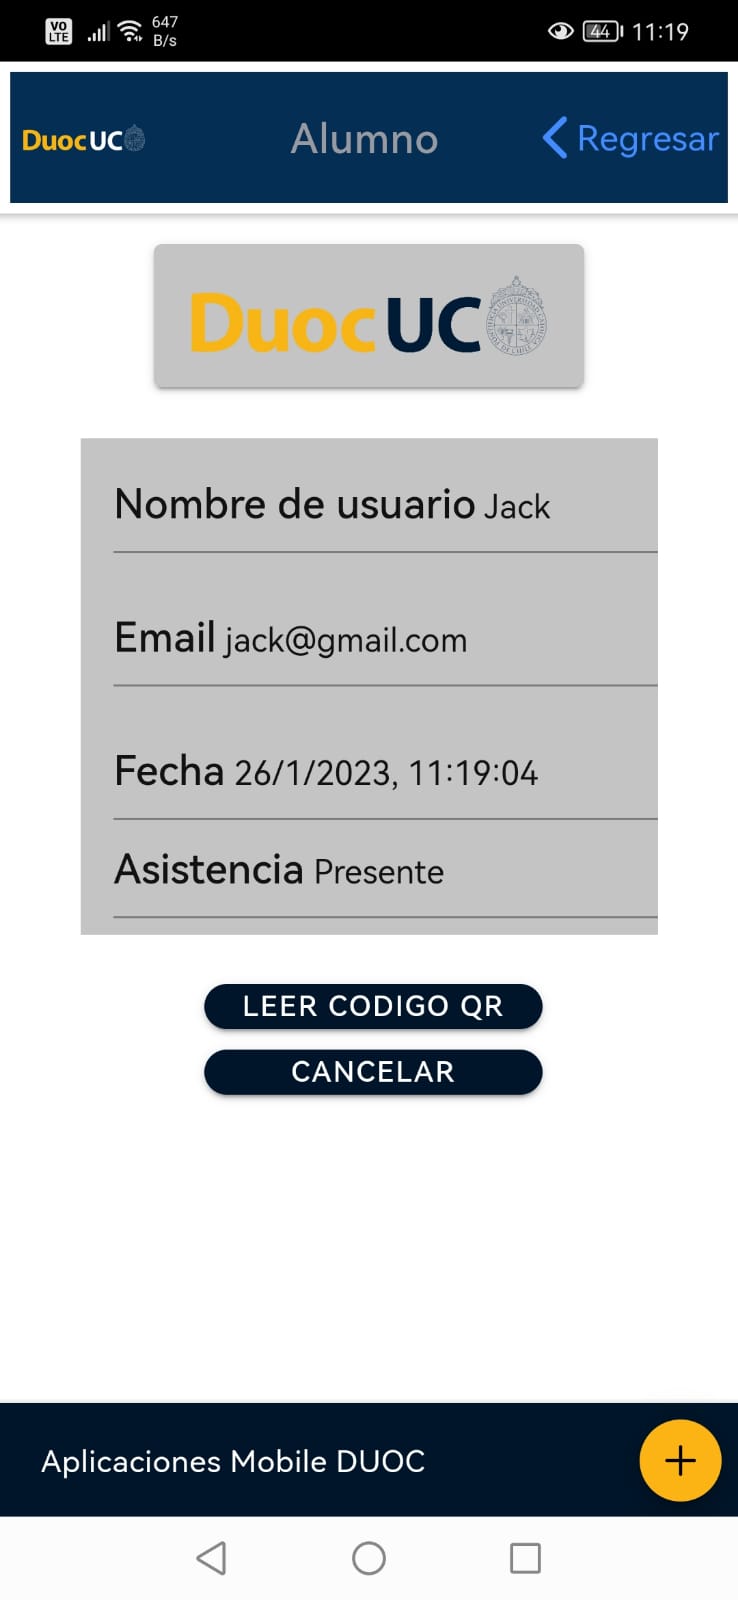 VO
LTE
647
B/s
44
11:19
DuocUC
Alumno
Regresar
DuocUC
Nombre de usuario Jack
Email jack@gmail.com
Fecha 26/1/2023, 11:19:04
Asistencia Presente
LEER CODIGO QR
CANCELAR
Aplicaciones Mobile DUOC
+